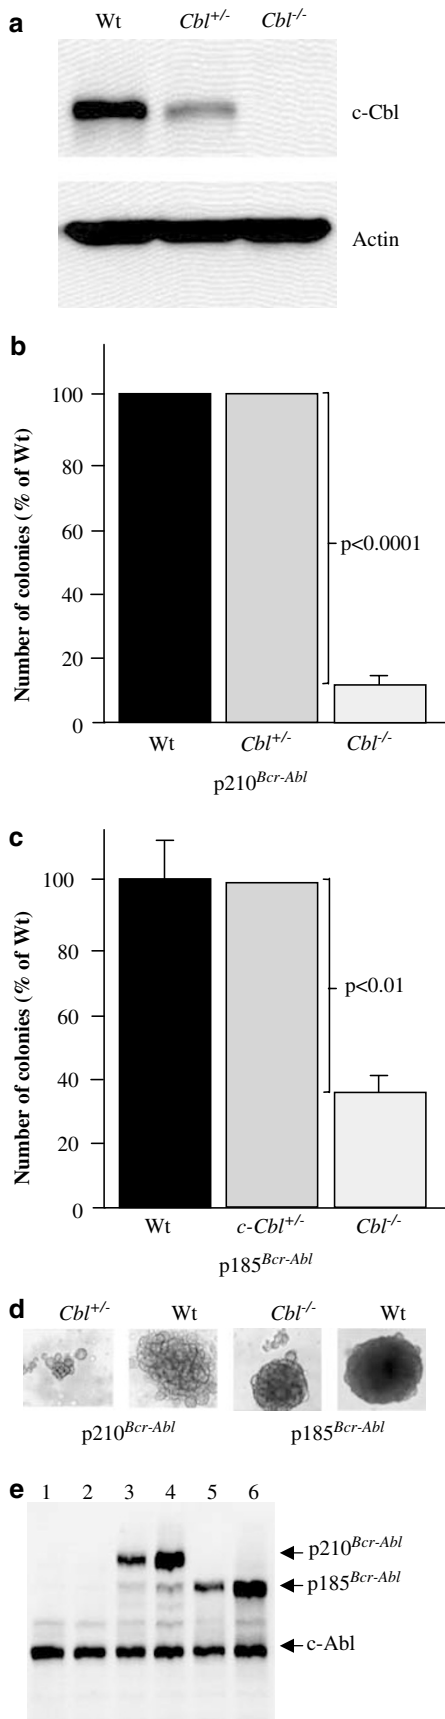 a
Wt Cbl+/- Cbl-/-
c-Cbl
Actin
b
Number of colonies (% of Wt)
100
80
60
40
20
0
p<0.0001
Wt Cbl+/- Cbl-/-
p210Bcr-Abl
c
Number of colonies (% of Wt)
100
80
60
40
20
0
p<0.01
Wt c-Cbl+/- Cbl-/-
p185Bcr-Abl
d
Cbl+/- Wt Cbl-/- Wt
p210Bcr-Abl p185Bcr-Abl
e
1 2 3 4 5 6
p210Bcr-Abl
p185Bcr-Abl
c-Abl